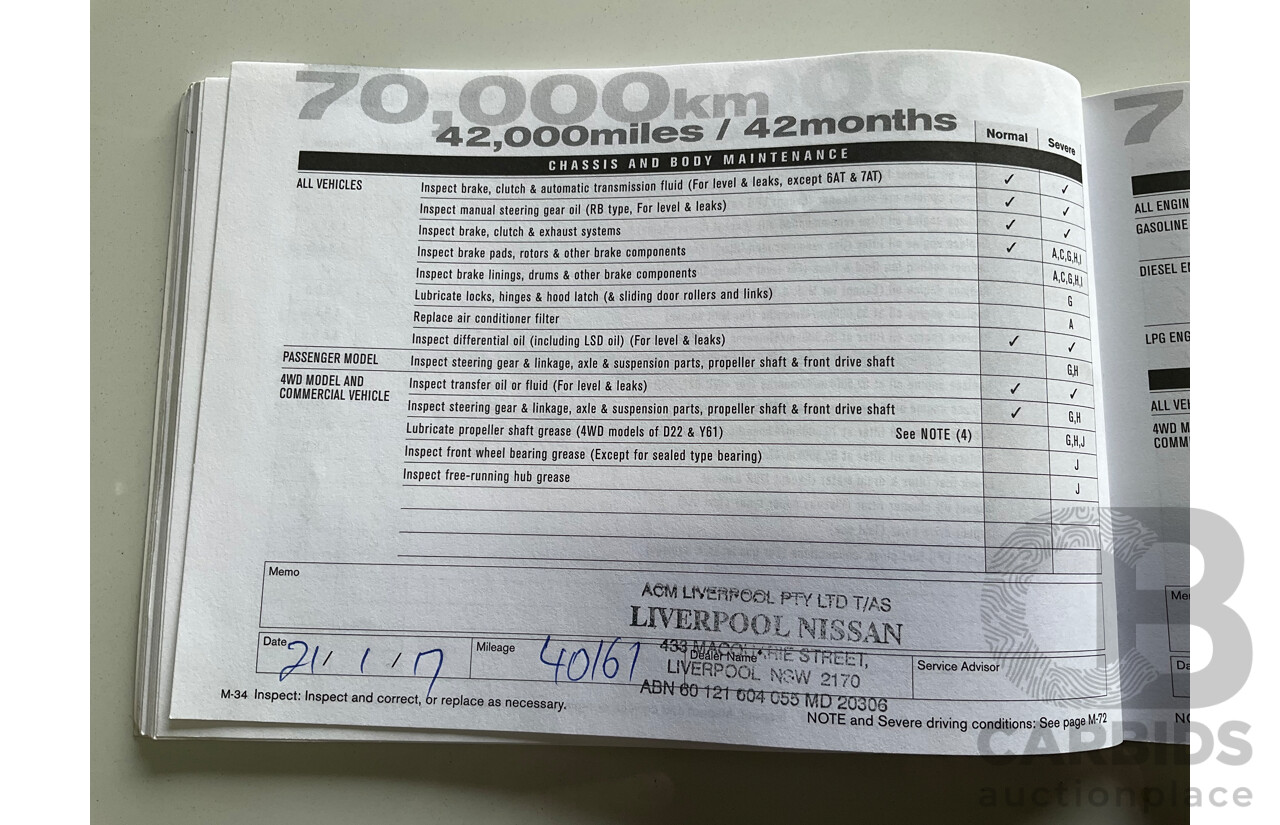 70,000km
42,000miles / 42months
Normal Severe
CHASSIS AND BODY MAINTENANCE
ALL VEHICLES Inspect brake, clutch & automatic transmission fluid (For level & leaks, except 6AT & 7AT) ✓ ✓
Inspect manual steering gear oil (RB type, For level & leaks) ✓ ✓
Inspect brake, clutch & exhaust systems ✓ ✓
Inspect brake pads, rotors & other brake components ✓ A,C,G,H,I
Inspect brake linings, drums & other brake components A,C,G,H,I
Lubricate locks, hinges & hood latch (& sliding door rollers and links) G
Replace air conditioner filter A
Inspect differential oil (including LSD oil) (For level & leaks) ✓ ✓
PASSENGER MODEL Inspect steering gear & linkage, axle & suspension parts, propeller shaft & front drive shaft G,H
4WD MODEL AND Inspect transfer oil or fluid (For level & leaks) ✓ ✓
COMMERCIAL VEHICLE Inspect steering gear & linkage, axle & suspension parts, propeller shaft & front drive shaft ✓ G,H
Lubricate propeller shaft grease (4WD models of D22 & Y61) See NOTE (4) G,H,J
Inspect front wheel bearing grease (Except for sealed type bearing) J
Inspect free-running hub grease J
Memo
ACM LIVERPOOL PTY LTD T/AS
LIVERPOOL NISSAN
433 MACQUARIE STREET,
LIVERPOOL NSW 2170
ABN 60 121 604 055 MD 20306
Date 21/1/17 Mileage 40161 Dealer Name Service Advisor
M-34 Inspect: Inspect and correct, or replace as necessary.
NOTE and Severe driving conditions: See page M-72
7
ALL ENGIN
GASOLINE
DIESEL EN
LPG ENG
ALL VEH
4WD M
COMM
Me
Da
NO
CARBIDS
auctionplace